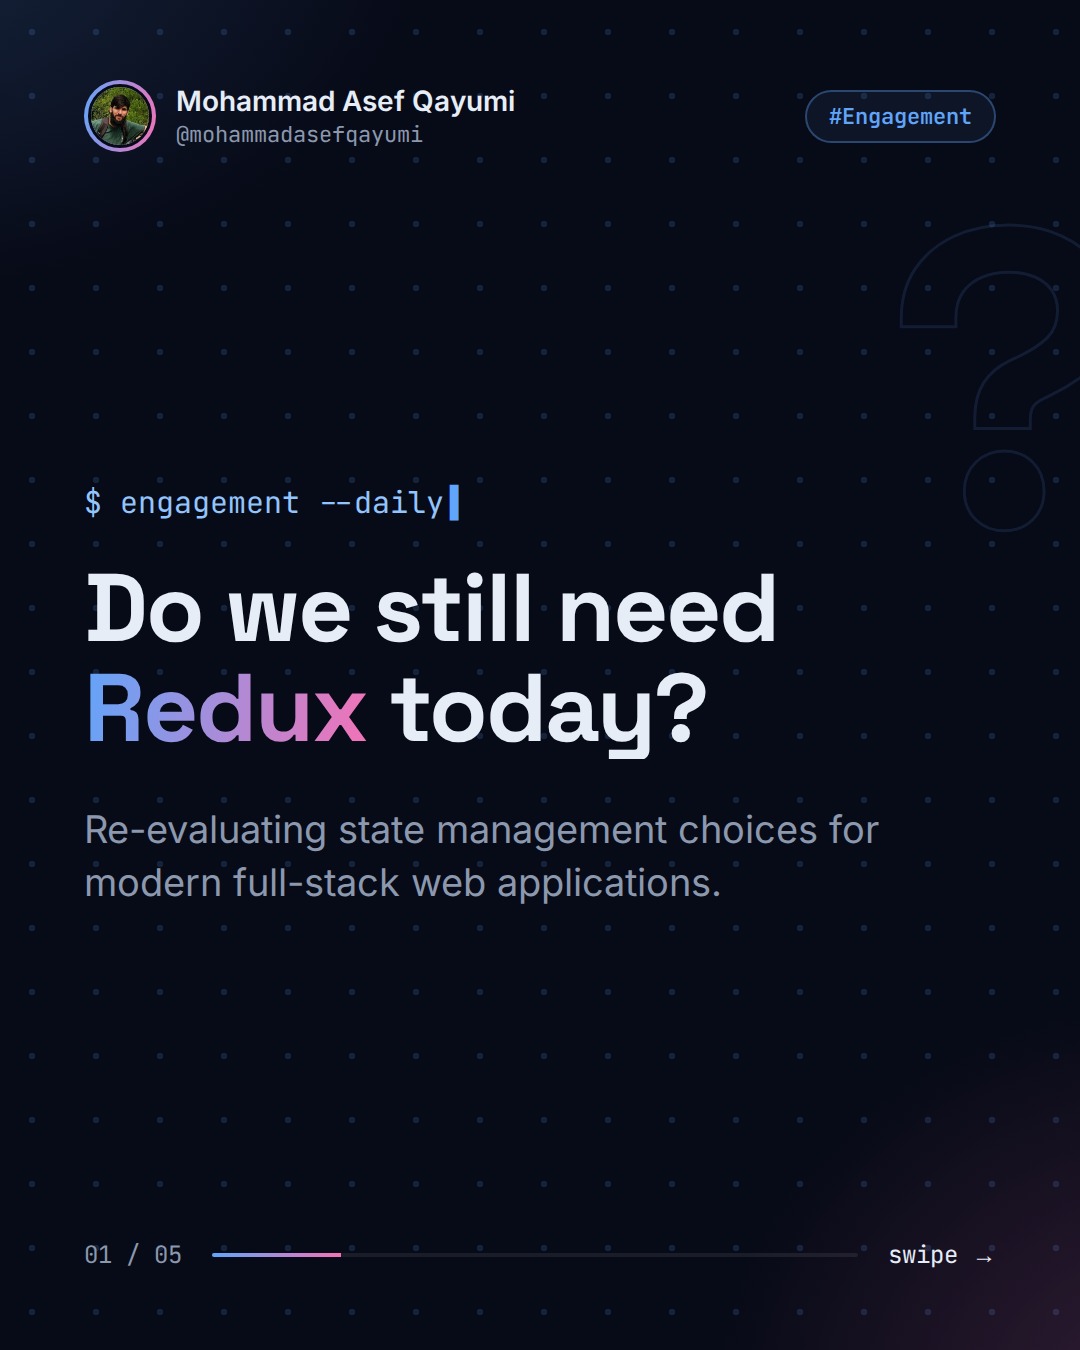 Mohammad Asef Qayumi
@mohammadasefqayumi
#Engagement
?
$ engagement --daily
Do we still need
Redux today?
Re-evaluating state management choices for
modern full-stack web applications.
01 / 05
swipe →